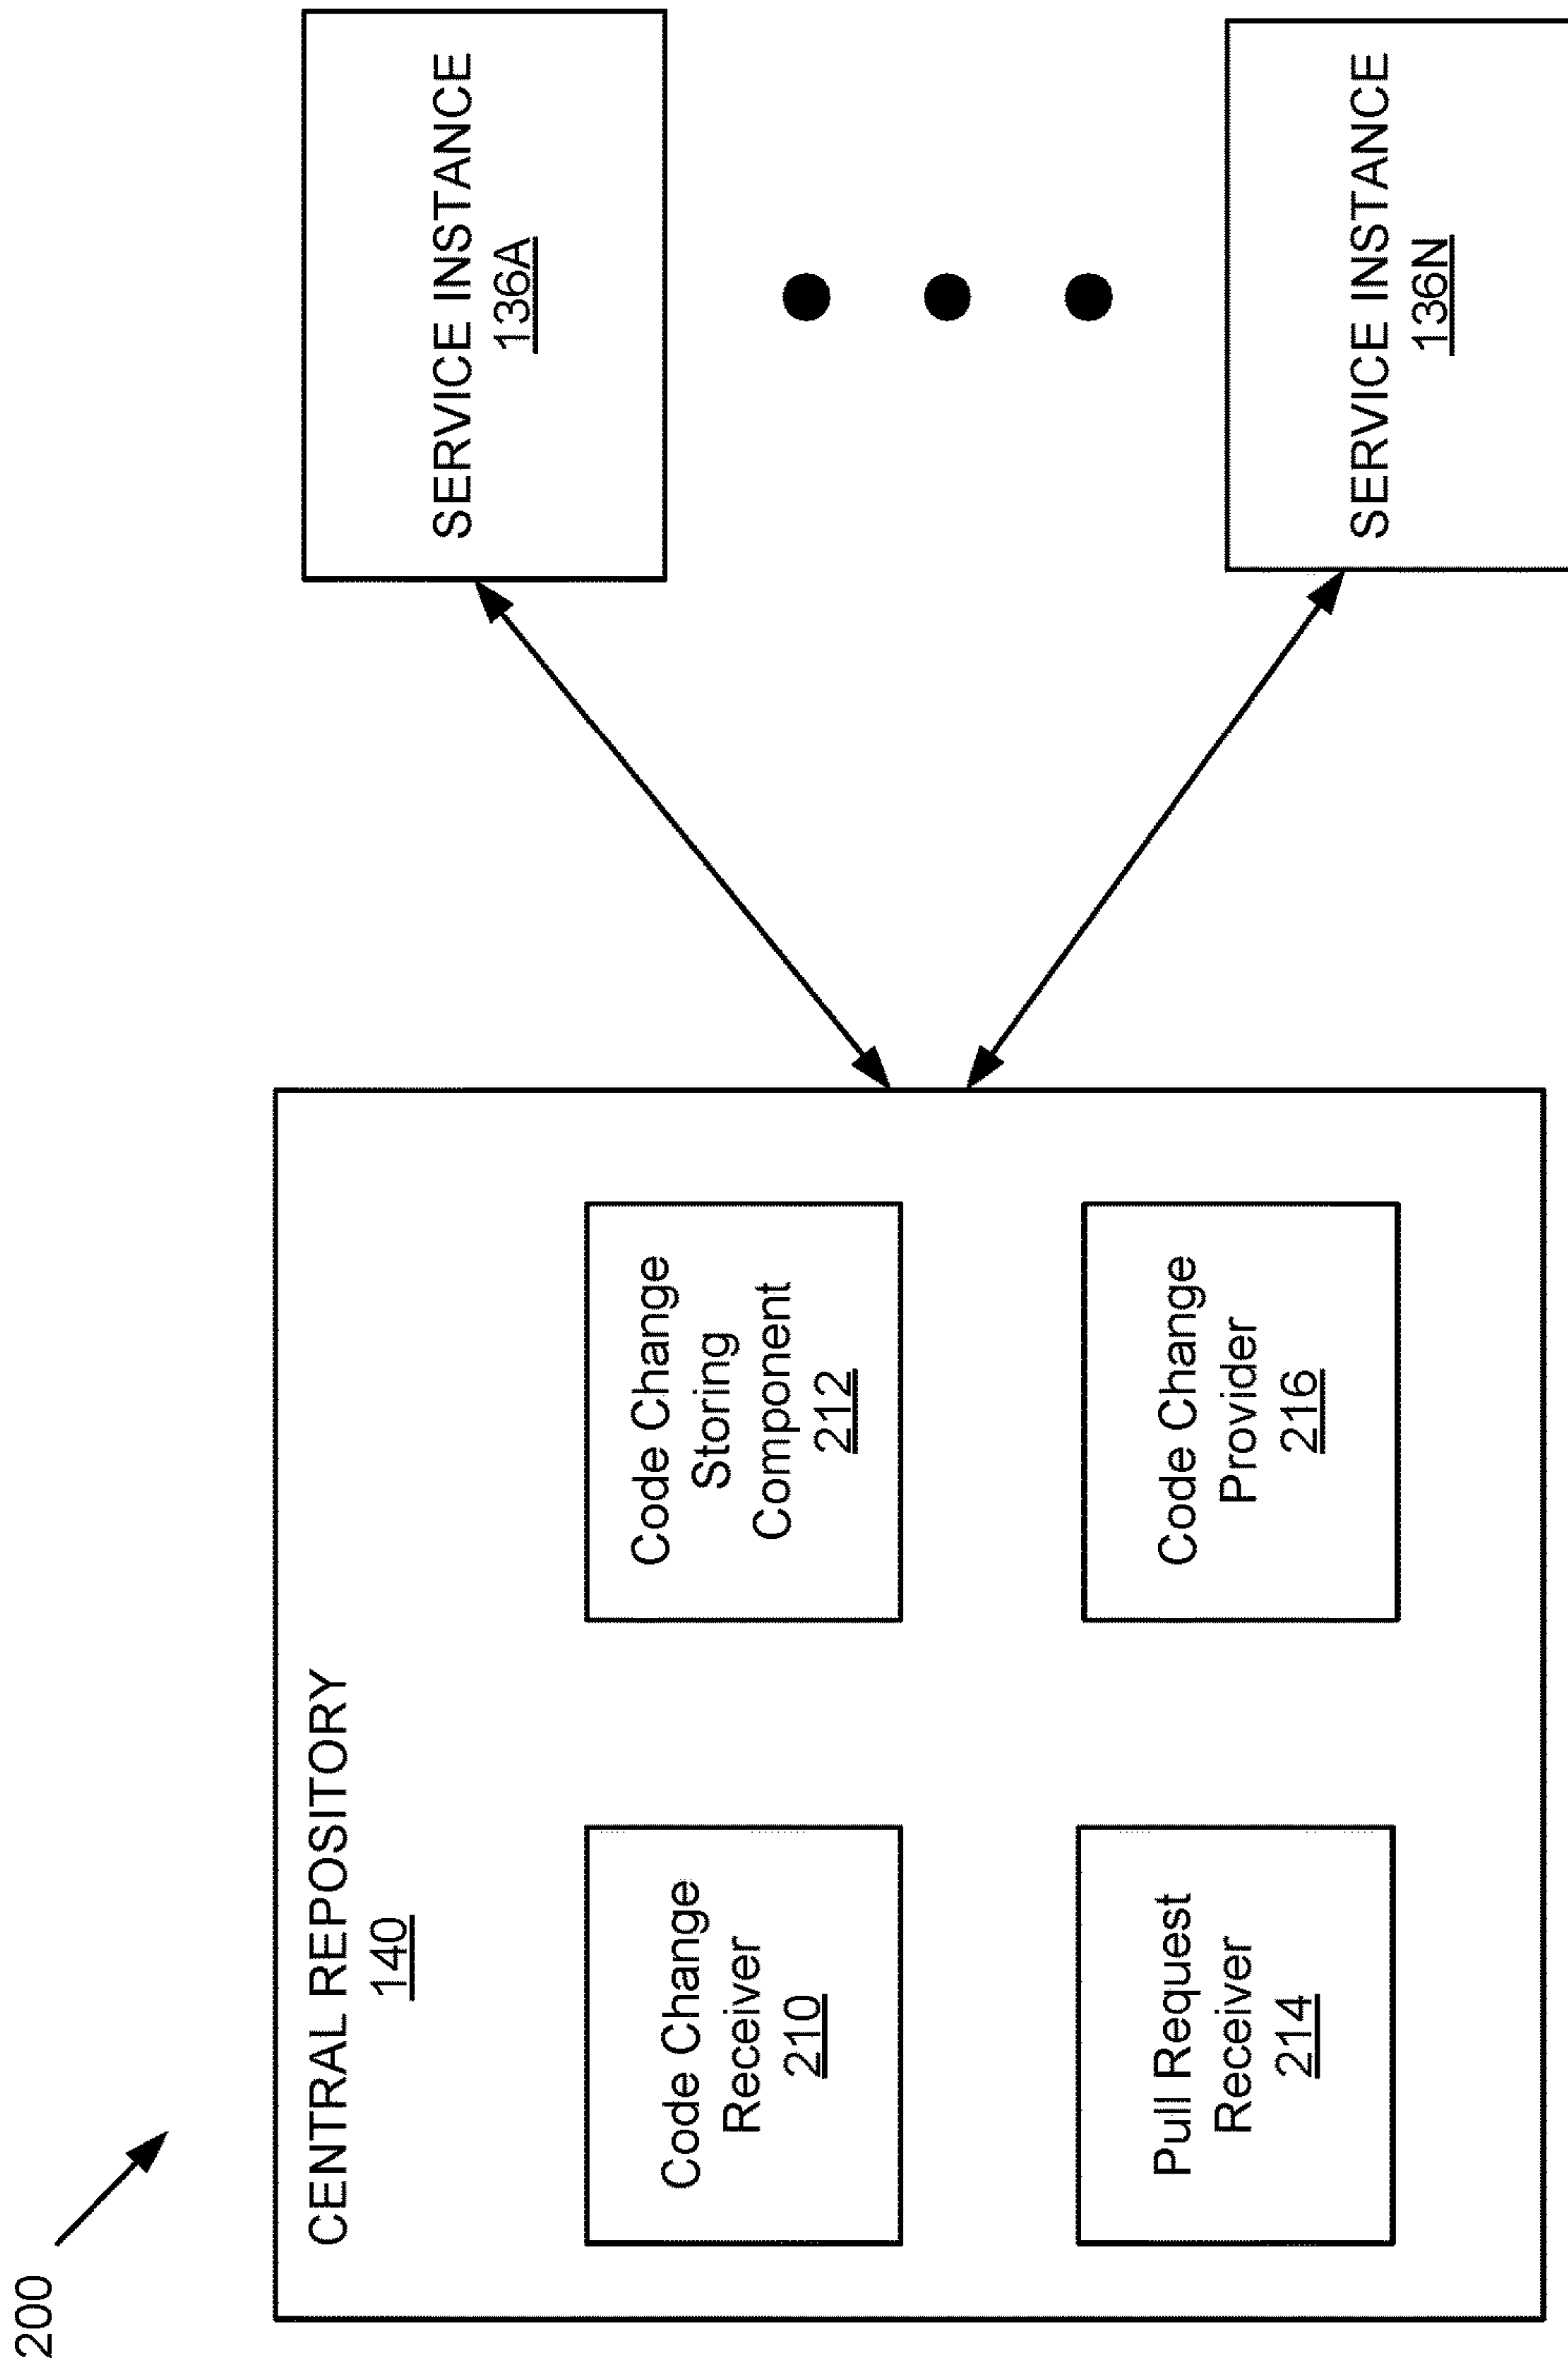 200
CENTRAL REPOSITORY
140
Code Change
Receiver
210
Code Change
Storing
Component
212
Pull Request
Receiver
214
Code Change
Provider
216
SERVICE INSTANCE
136A
SERVICE INSTANCE
136N